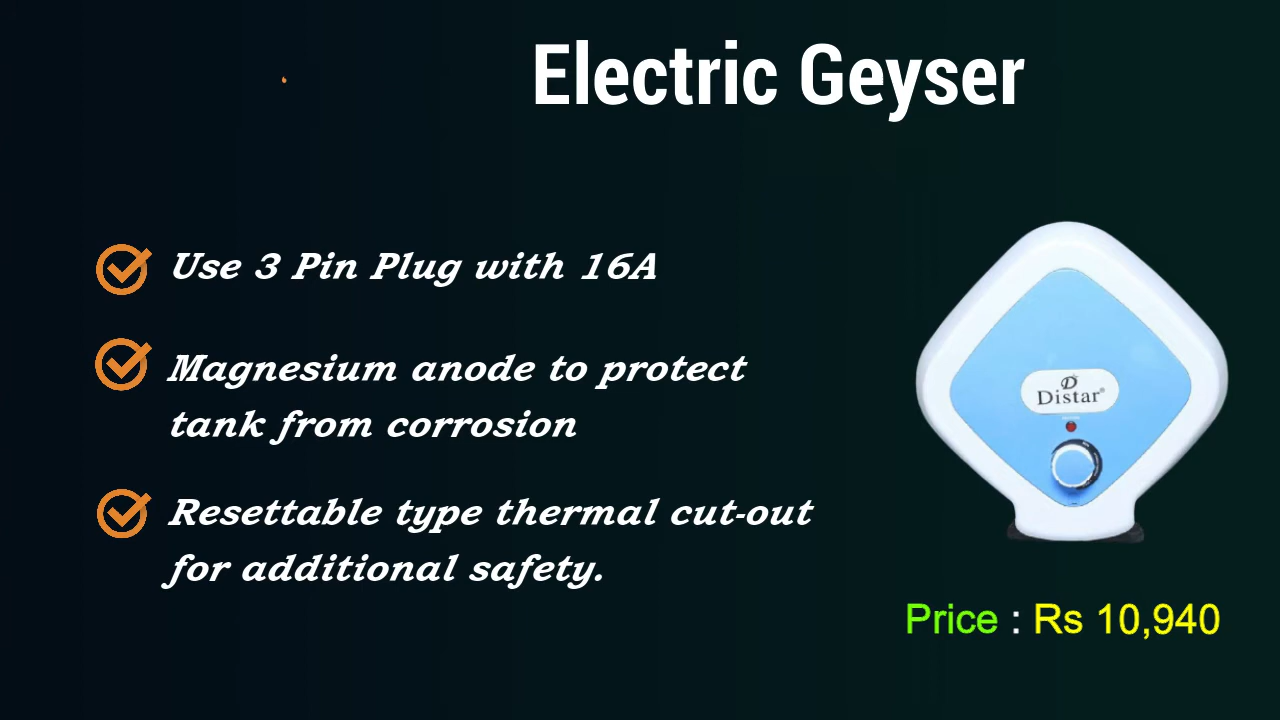 Electric Geyser
Use 3 Pin Plug with 16A
Magnesium anode to protect
tank from corrosion
Resettable type thermal cut-out
for additional safety.
D
Distar®
Price : Rs 10,940